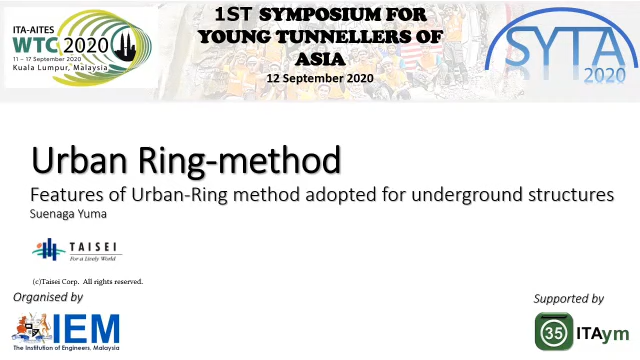 ITA-AITES
WTC 2020
11 – 17 September 2020
Kuala Lumpur, Malaysia
1ST SYMPOSIUM FOR
YOUNG TUNNELLERS OF
ASIA
12 September 2020
SYTA
2020
Urban Ring-method
Features of Urban-Ring method adopted for underground structures
Suenaga Yuma
TAISEI
For a Lively World
(c)Taisei Corp. All rights reserved.
Organised by
IEM
The Institution of Engineers, Malaysia
Supported by
35 ITAym